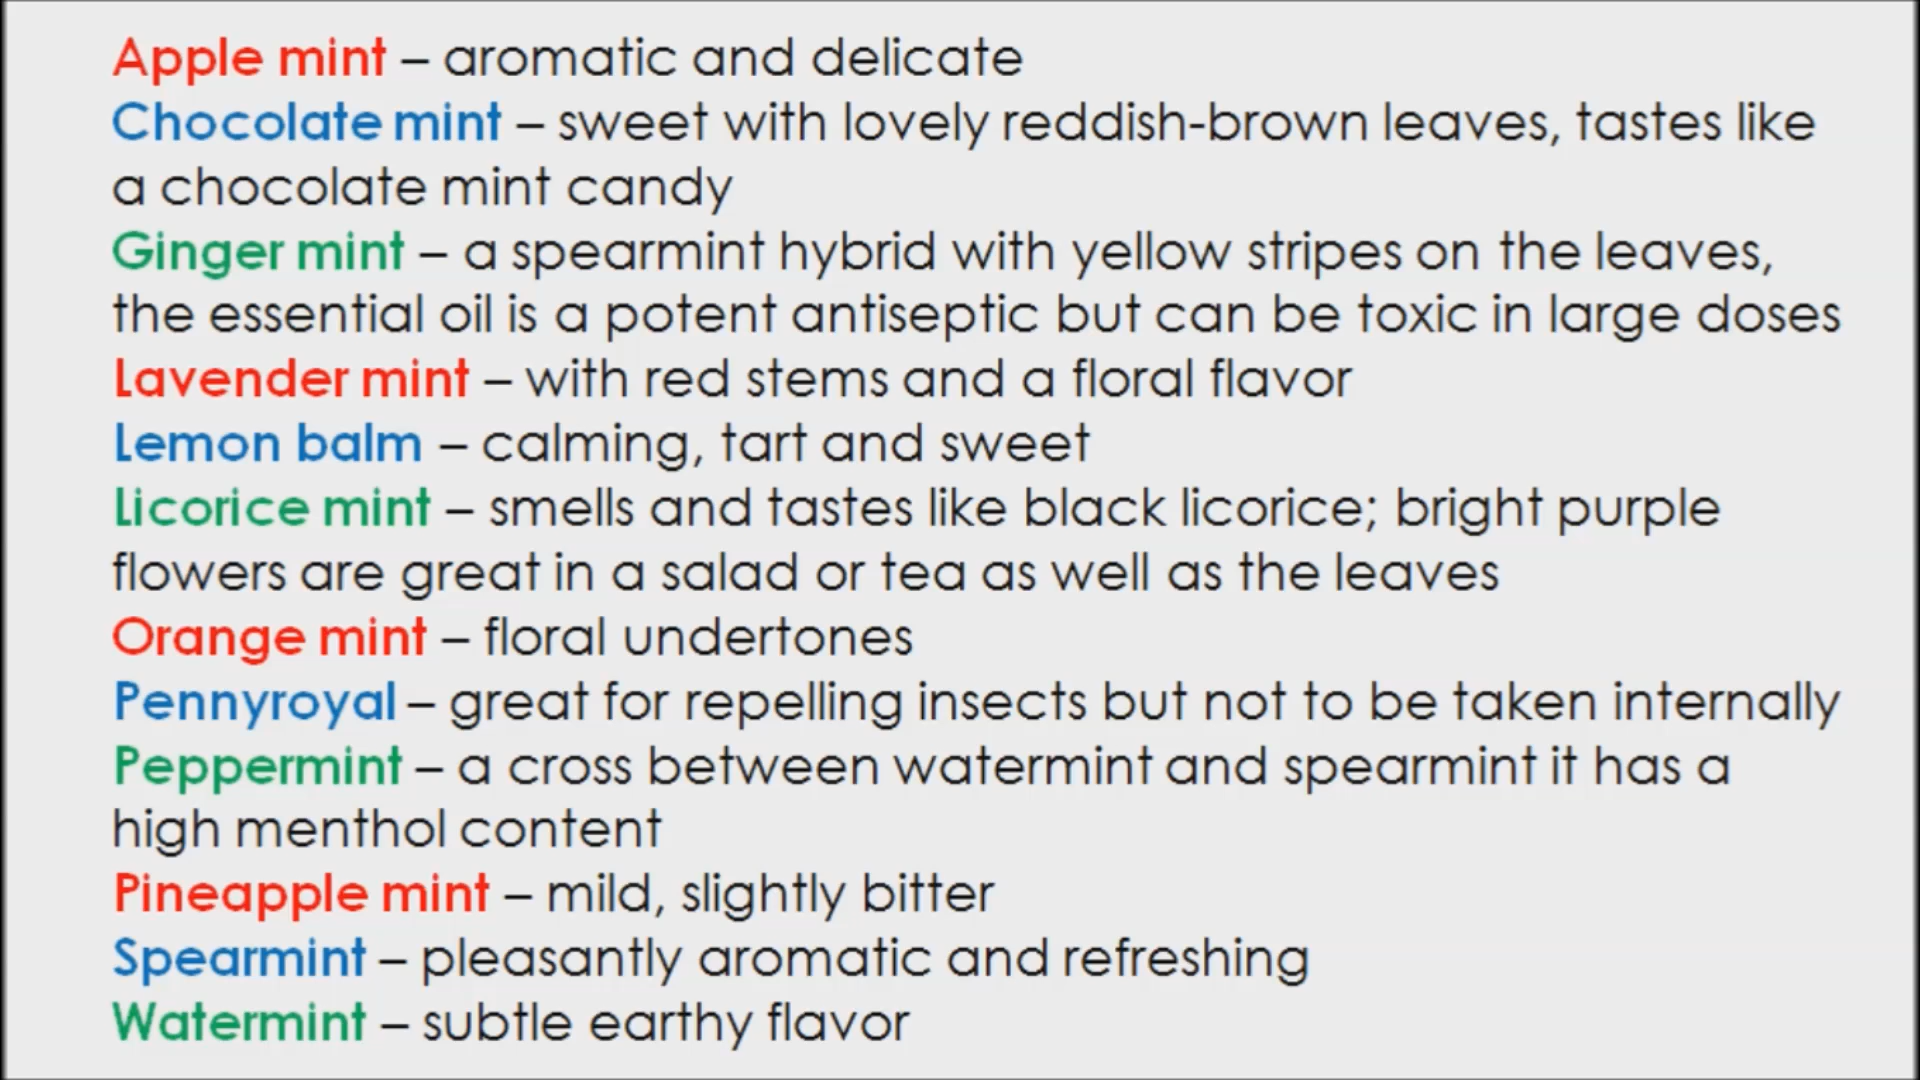 Apple mint – aromatic and delicate
Chocolate mint – sweet with lovely reddish-brown leaves, tastes like
a chocolate mint candy
Ginger mint – a spearmint hybrid with yellow stripes on the leaves,
the essential oil is a potent antiseptic but can be toxic in large doses
Lavender mint – with red stems and a floral flavor
Lemon balm – calming, tart and sweet
Licorice mint – smells and tastes like black licorice; bright purple
flowers are great in a salad or tea as well as the leaves
Orange mint – floral undertones
Pennyroyal – great for repelling insects but not to be taken internally
Peppermint – a cross between watermint and spearmint it has a
high menthol content
Pineapple mint – mild, slightly bitter
Spearmint – pleasantly aromatic and refreshing
Watermint – subtle earthy flavor